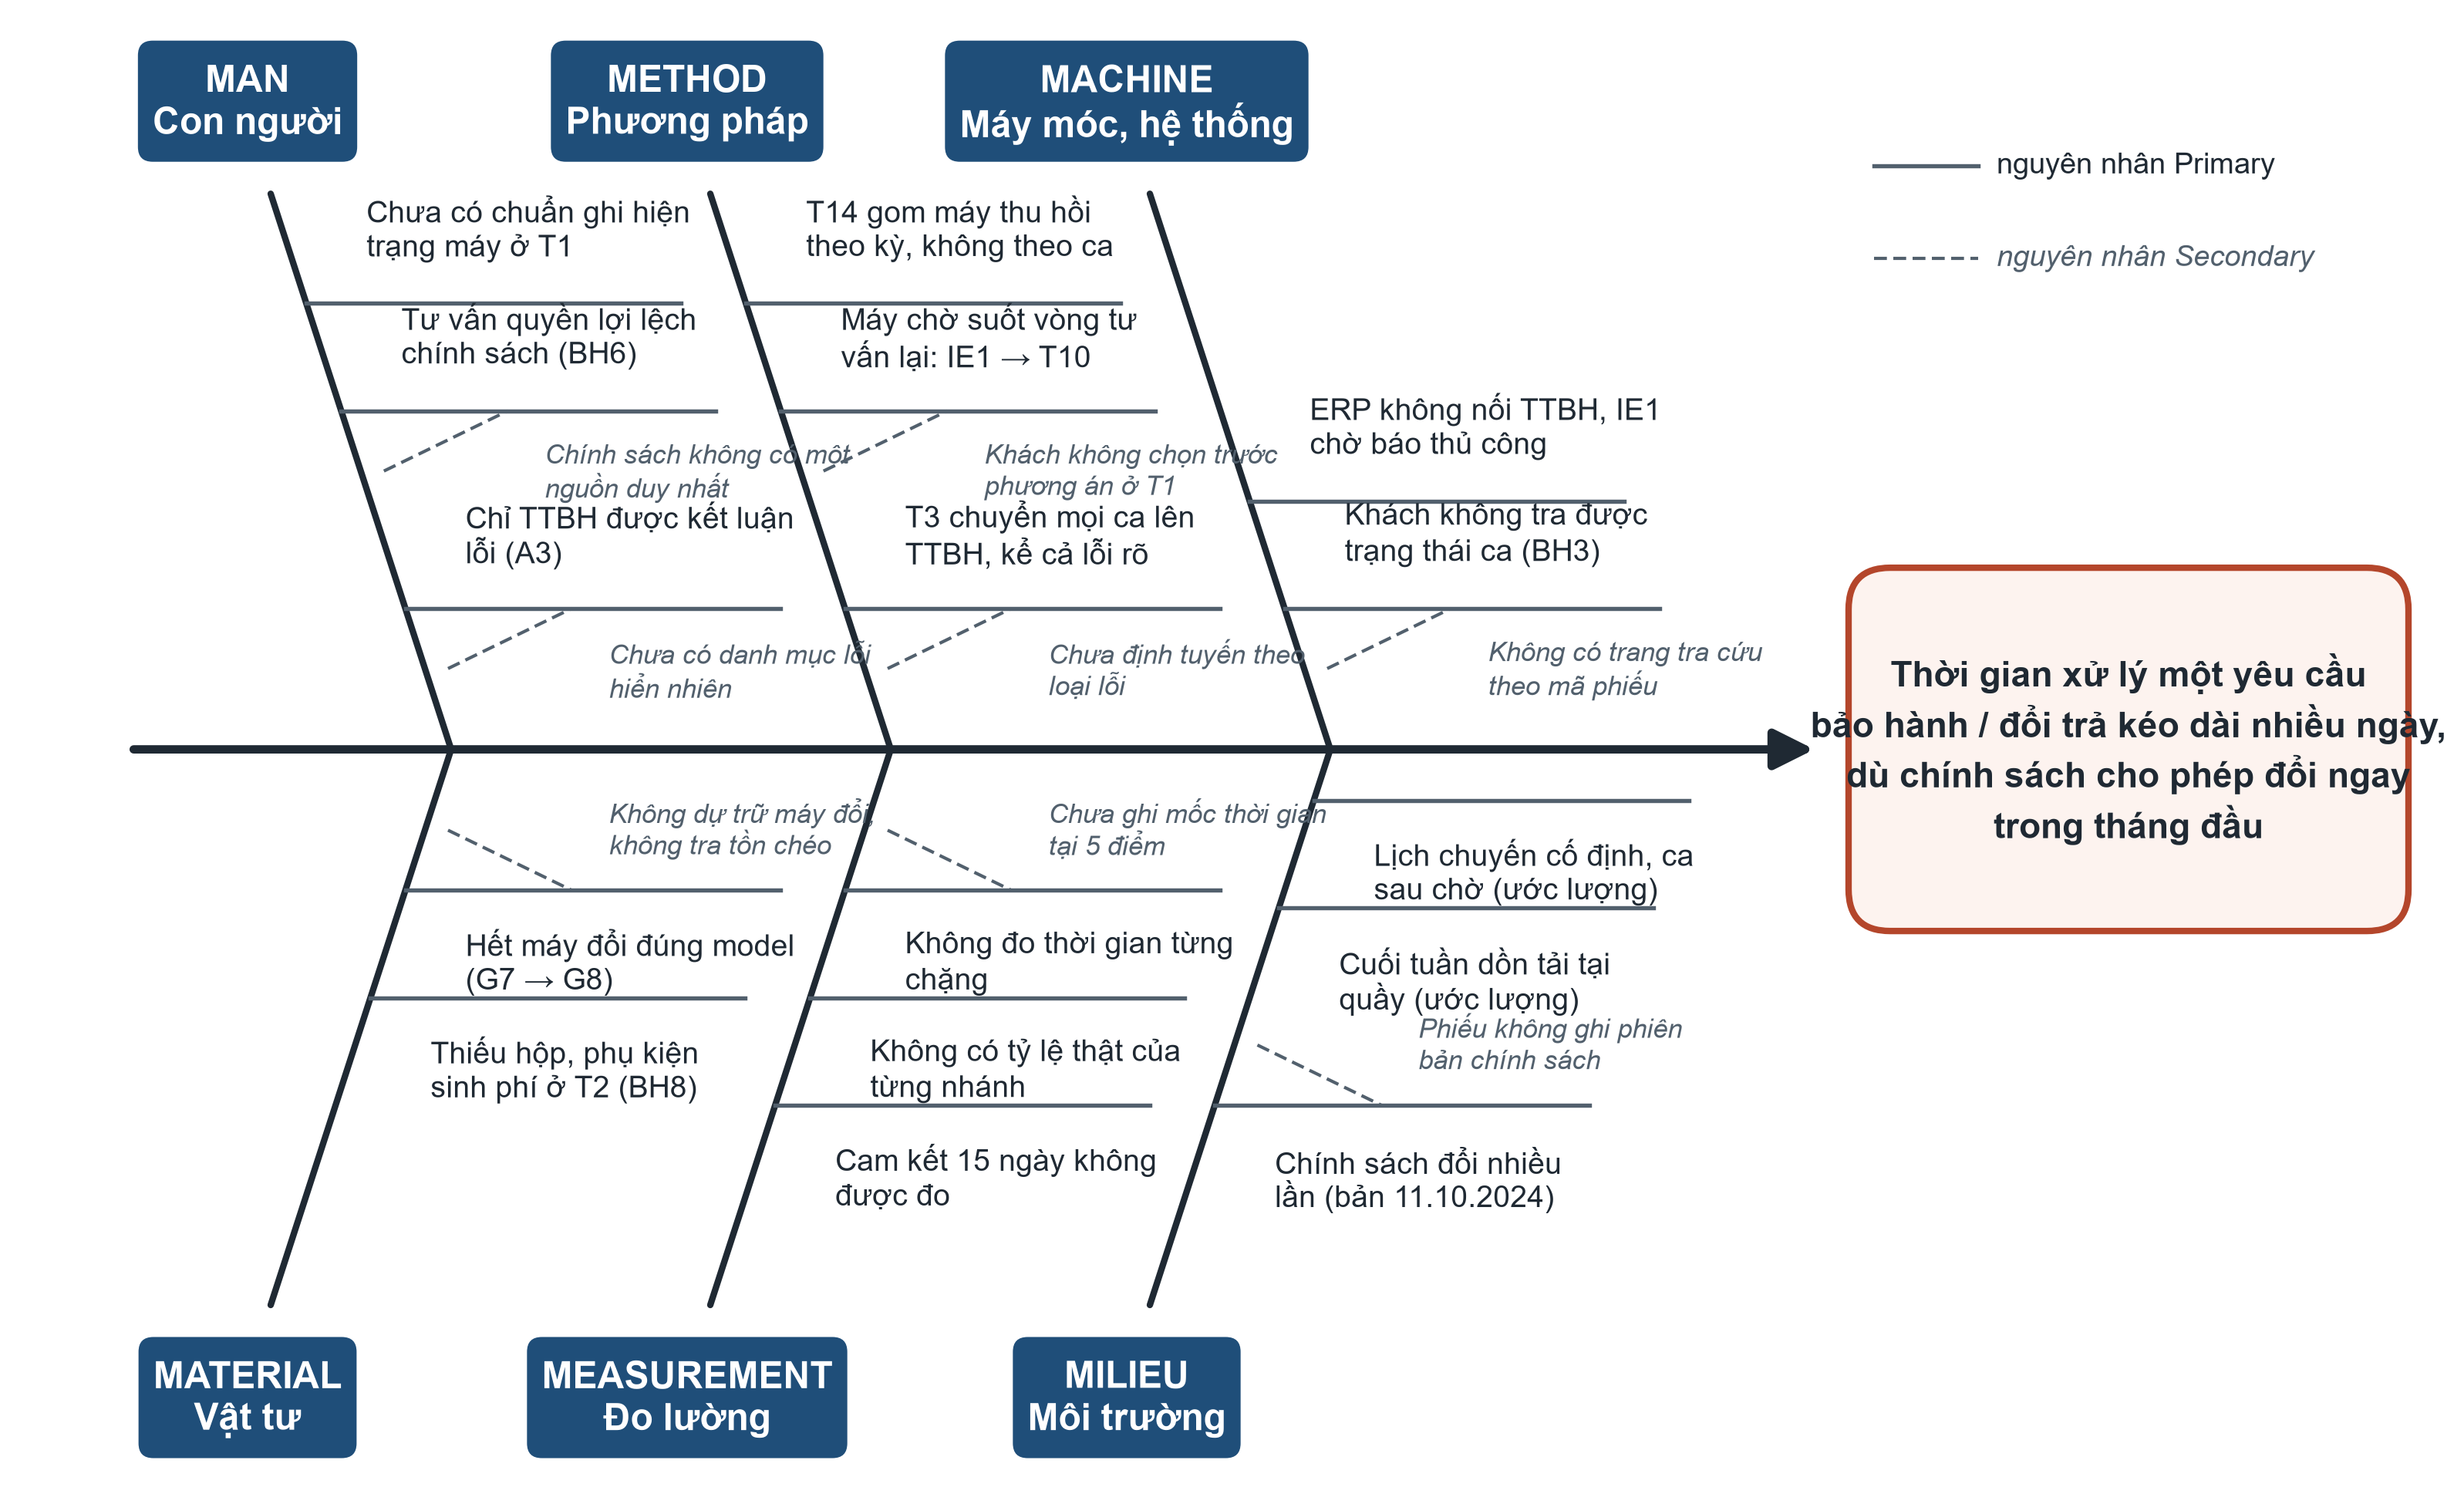 MAN
Con người
METHOD
Phương pháp
MACHINE
Máy móc, hệ thống
nguyên nhân Primary
nguyên nhân Secondary
Chưa có chuẩn ghi hiện
trạng máy ở T1
Tư vấn quyền lợi lệch
chính sách (BH6)
Chính sách không có một
nguồn duy nhất
Chỉ TTBH được kết luận
lỗi (A3)
Chưa có danh mục lỗi
hiển nhiên
T14 gom máy thu hồi
theo kỳ, không theo ca
Máy chờ suốt vòng tư
vấn lại: IE1 → T10
Khách không chọn trước
phương án ở T1
T3 chuyển mọi ca lên
TTBH, kể cả lỗi rõ
Chưa định tuyến theo
loại lỗi
ERP không nối TTBH, IE1
chờ báo thủ công
Khách không tra được
trạng thái ca (BH3)
Không có trang tra cứu
theo mã phiếu
Thời gian xử lý một yêu cầu
bảo hành / đổi trả kéo dài nhiều ngày,
dù chính sách cho phép đổi ngay
trong tháng đầu
Không dự trữ máy đổi,
không tra tồn chéo
Hết máy đổi đúng model
(G7 → G8)
Thiếu hộp, phụ kiện
sinh phí ở T2 (BH8)
Chưa ghi mốc thời gian
tại 5 điểm
Không đo thời gian từng
chặng
Không có tỷ lệ thật của
từng nhánh
Cam kết 15 ngày không
được đo
Lịch chuyến cố định, ca
sau chờ (ước lượng)
Cuối tuần dồn tải tại
quầy (ước lượng)
Phiếu không ghi phiên
bản chính sách
Chính sách đổi nhiều
lần (bản 11.10.2024)
MATERIAL
Vật tư
MEASUREMENT
Đo lường
MILIEU
Môi trường